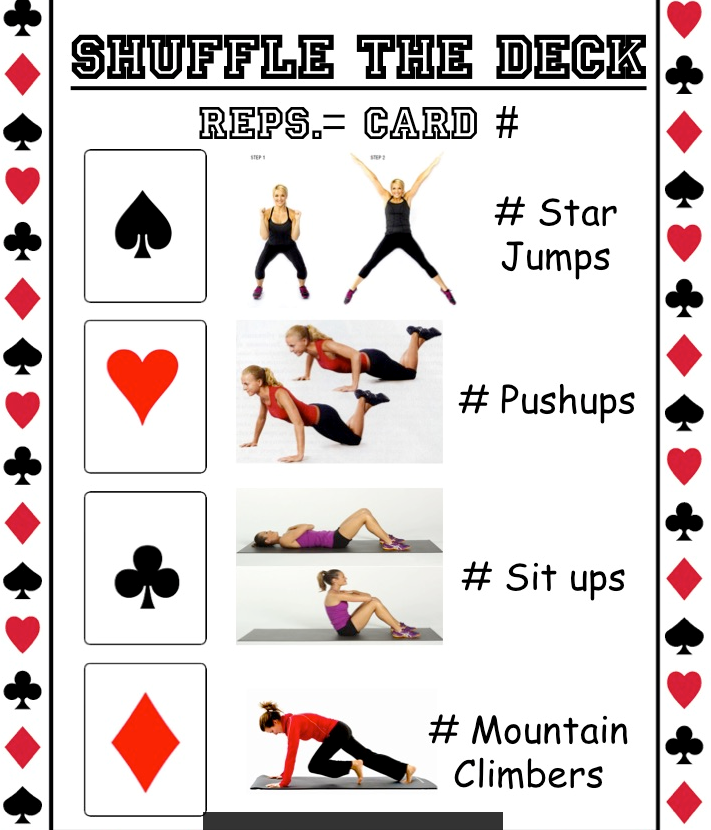 SHUFFLE THE DECK
REPS.= CARD #
STEP 1
STEP 2
# Star
Jumps
# Pushups
# Sit ups
# Mountain
Climbers